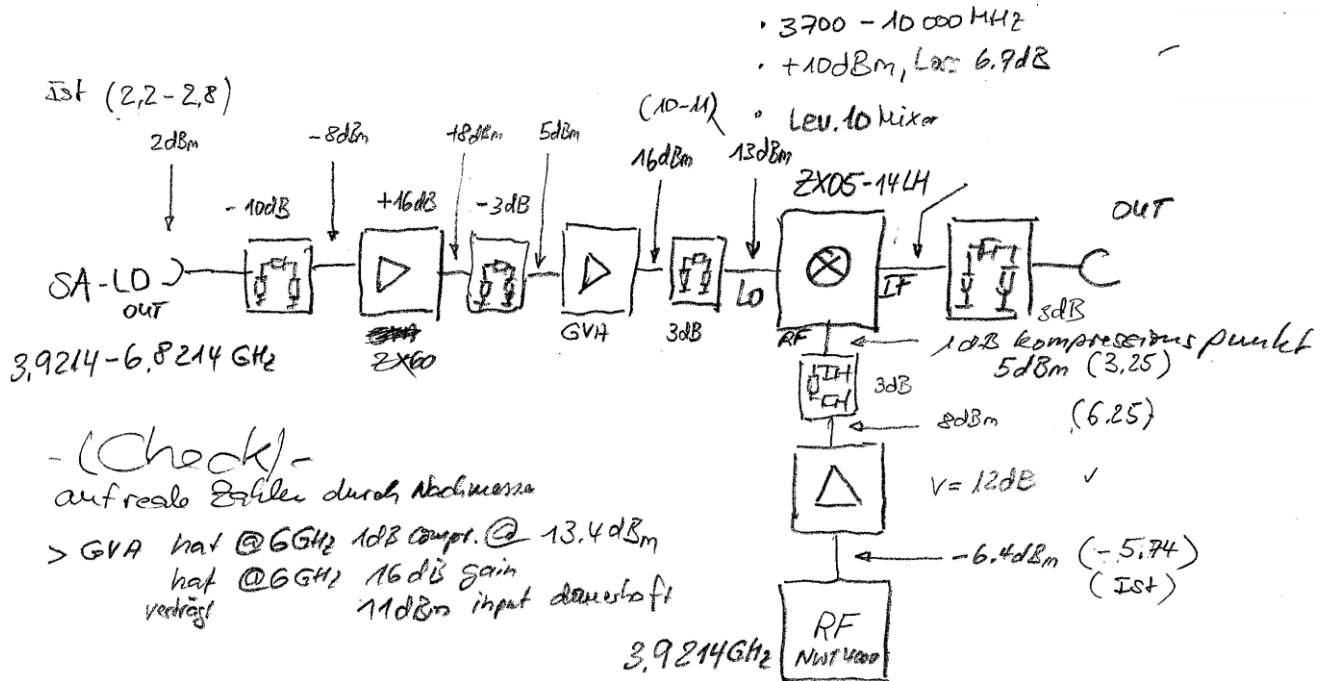 · 3700 - 10 000 MHz
· +10dBm, Los= 6.7dB
· Lev. 10 Mixer
Ist (2,2-2,8)
2dBm
-8dBm
+8dBm
5dBm
(10-11)
16dBm
13dBm
ZX05-14LH
OUT
-10dB
+16dB
-3dB
SA-LO
OUT
LO
IF
RF
ZX60
GVA
3dB
3dB
3,9214-6,8214 GHz
1dB kompressions punkt
5dBm (3,25)
3dB
8dBm (6.25)
-(Check)-
auf reale Zahlen durch Nachmessen
V= 12dB ✓
> GVA hat @6GHz 1dB compr. @ 13.4dBm
hat @6GHz 16dB gain
verträgt 11dBm input dauerhaft
-6.4dBm (-5,74)
(Ist)
RF
NWT4000
3,9214GHz